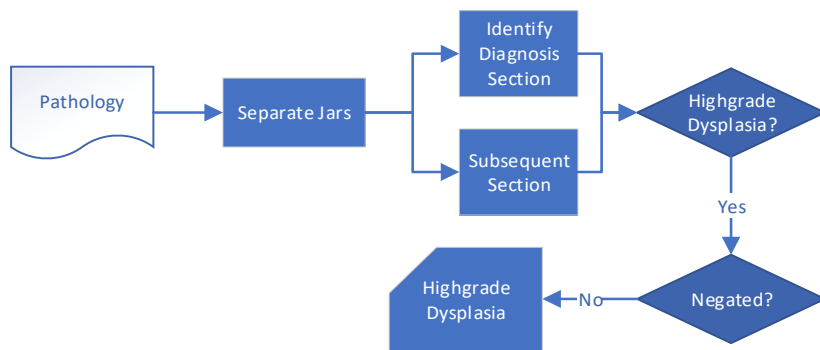 Pathology
Separate Jars
Identify
Diagnosis
Section
Subsequent
Section
Highgrade
Dysplasia?
Yes
Negated?
No
Highgrade
Dysplasia